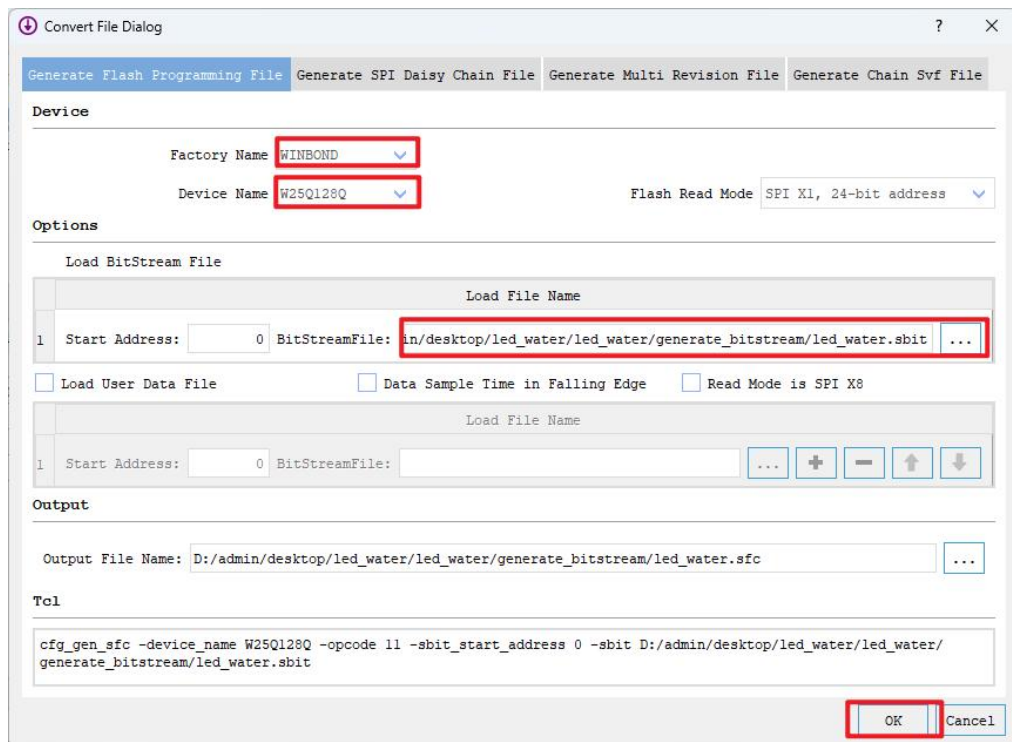 Convert File Dialog ? ×
Generate Flash Programming File Generate SPI Daisy Chain File Generate Multi Revision File Generate Chain Svf File
Device
Factory Name WINBOND
Device Name W25Q128Q Flash Read Mode SPI X1, 24-bit address
Options
Load BitStream File
Load File Name
1 Start Address: 0 BitStreamFile: in/desktop/led_water/led_water/generate_bitstream/led_water.sbit ...
Load User Data File Data Sample Time in Falling Edge Read Mode is SPI X8
Load File Name
1 Start Address: 0 BitStreamFile: ... + -
Output
Output File Name: D:/admin/desktop/led_water/led_water/generate_bitstream/led_water.sfc ...
Tcl
cfg_gen_sfc -device_name W25Q128Q -opcode 11 -sbit_start_address 0 -sbit D:/admin/desktop/led_water/led_water/
generate_bitstream/led_water.sbit
OK Cancel